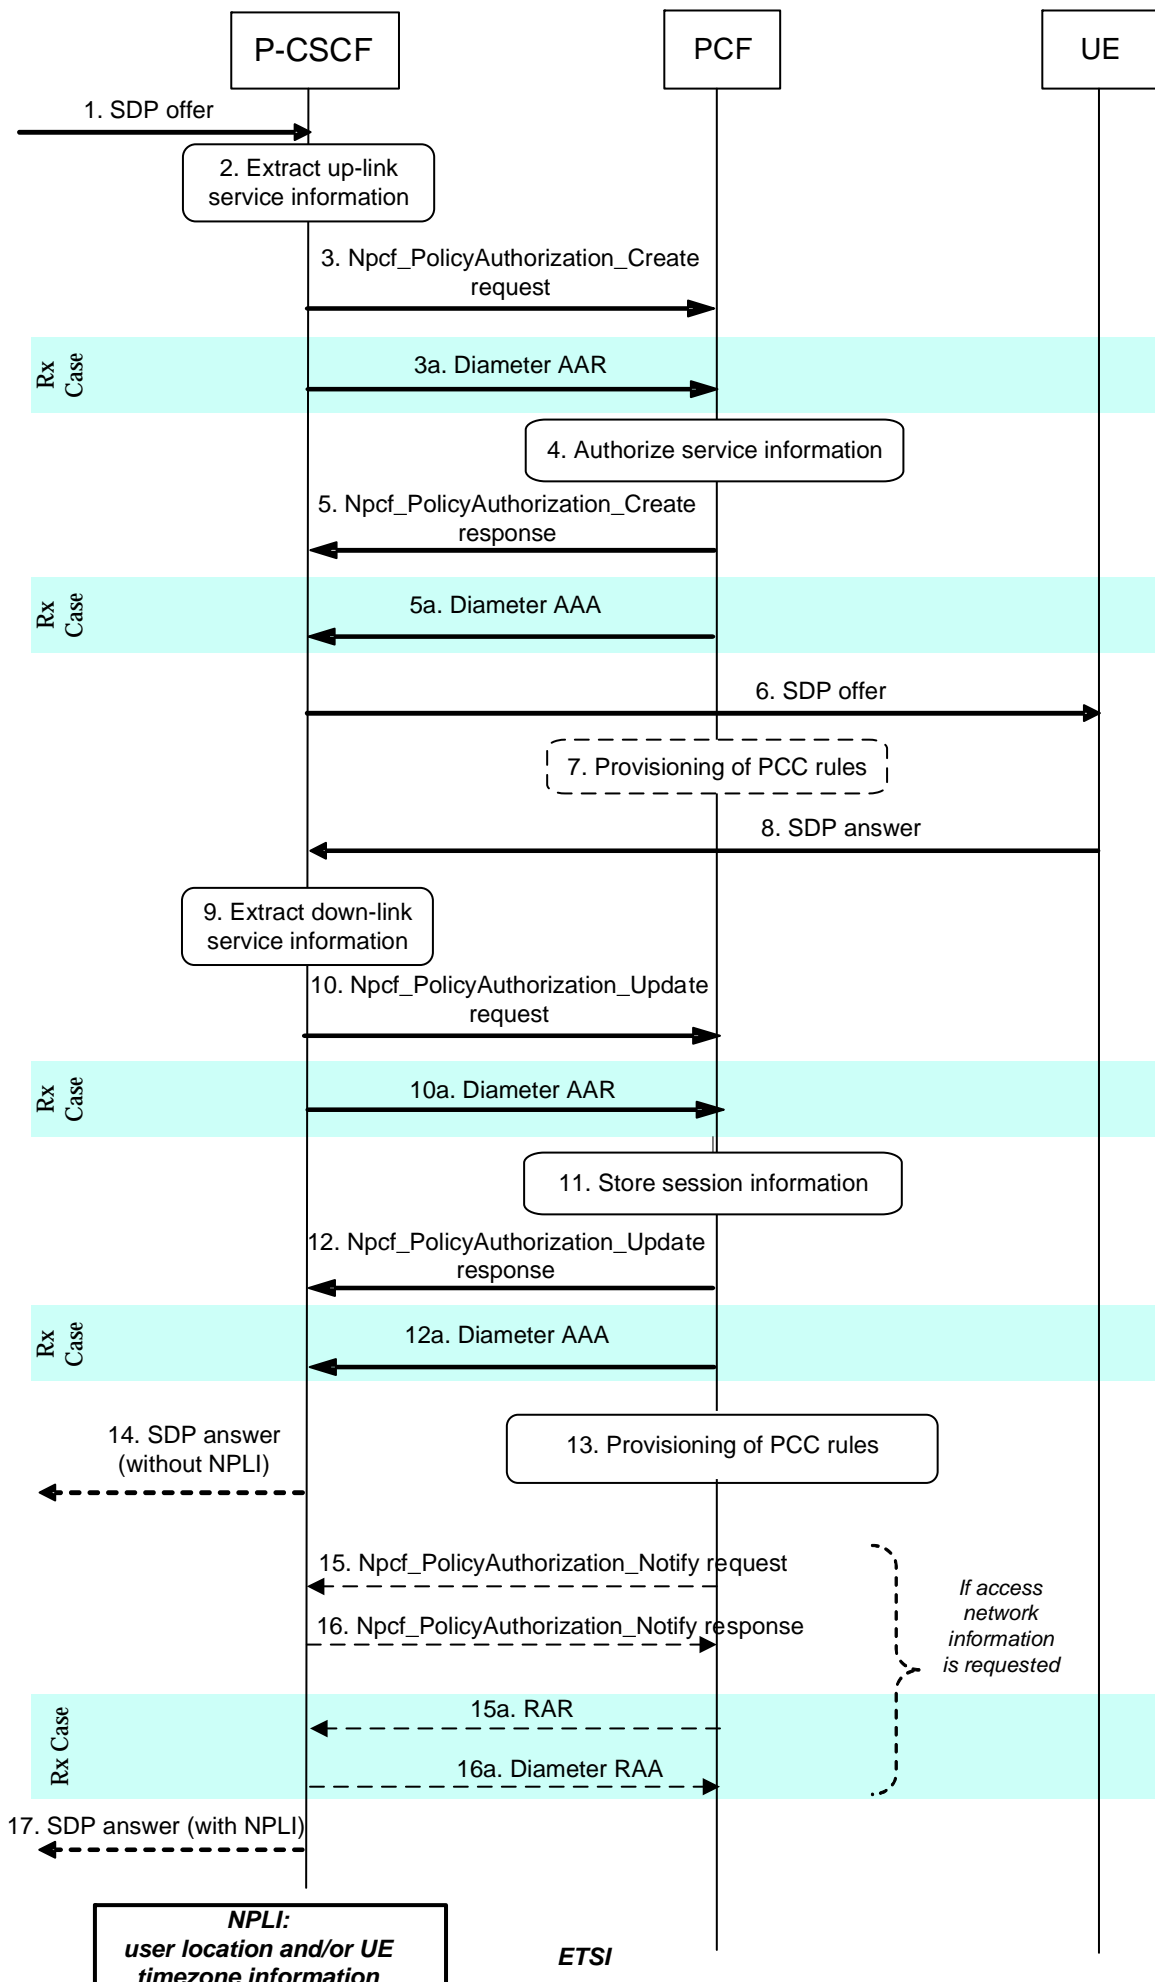 P-CSCF
PCF
UE
1. SDP offer
2. Extract up-link
service information
3. Npcf_PolicyAuthorization_Create
request
Rx
Case
3a. Diameter AAR
4. Authorize service information
5. Npcf_PolicyAuthorization_Create
response
Rx
Case
5a. Diameter AAA
6. SDP offer
7. Provisioning of PCC rules
8. SDP answer
9. Extract down-link
service information
10. Npcf_PolicyAuthorization_Update
request
Rx
Case
10a. Diameter AAR
11. Store session information
12. Npcf_PolicyAuthorization_Update
response
Rx
Case
12a. Diameter AAA
14. SDP answer
(without NPLI)
13. Provisioning of PCC rules
15. Npcf_PolicyAuthorization_Notify request
16. Npcf_PolicyAuthorization_Notify response
If access
network
information
is requested
Rx Case
15a. RAR
16a. Diameter RAA
17. SDP answer (with NPLI)
NPLI:
user location and/or UE
timezone information
ETSI